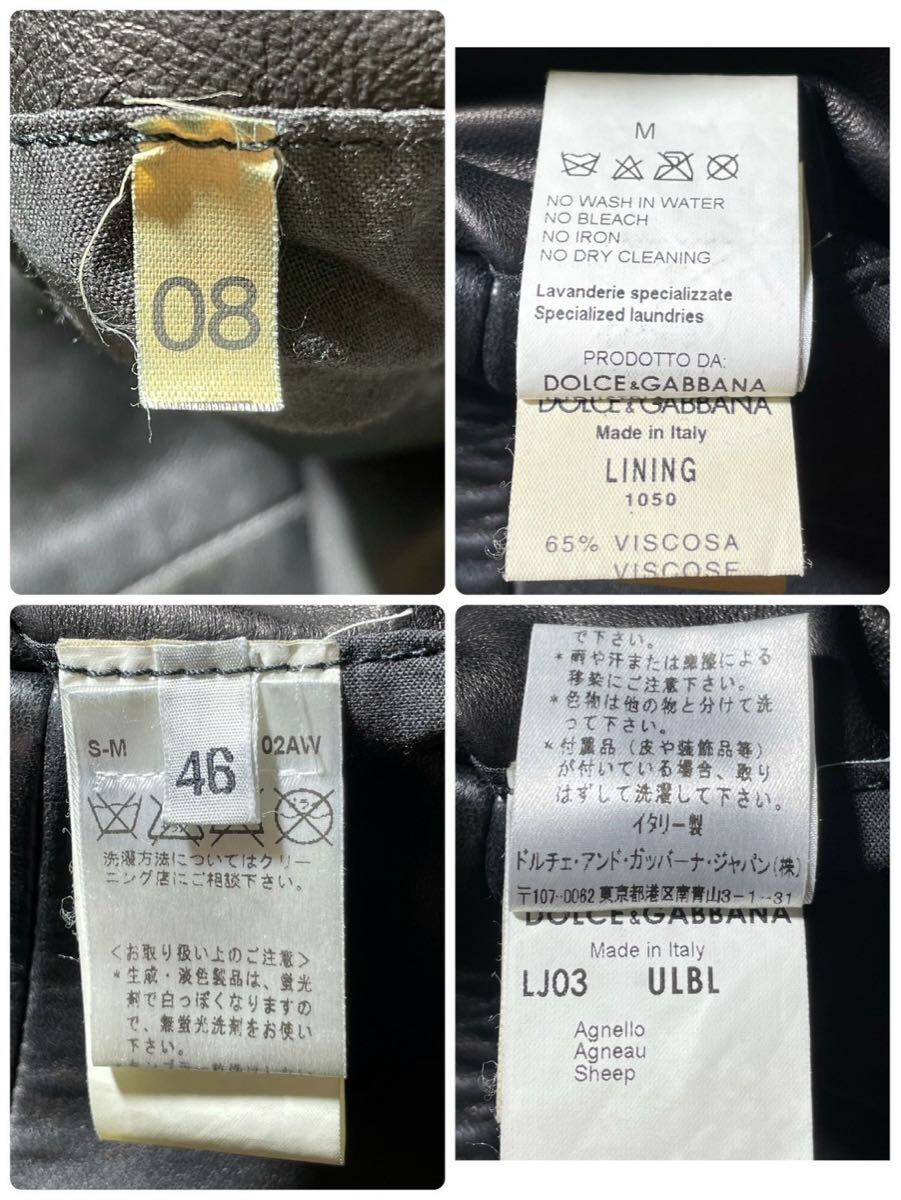 08
M
NO WASH IN WATER
NO BLEACH
NO IRON
NO DRY CLEANING
Lavanderie specializzate
Specialized laundries
PRODOTTO DA:
DOLCE&GABBANA
DOLCE&GABBANA
Made in Italy
LINING
1050
65% VISCOSA
VISCOSE
S-M
46
02AW
洗濯方法についてはクリー
ニング店にご相談下さい。
<お取り扱い上のご注意>
*生成・淡色製品は、蛍光
剤で白っぽくなりますの
で、無蛍光洗剤をお使い
下さい。
で下さい。
*雨や汗または摩擦による
移染にご注意下さい。
*色物は他の物と分けて洗
って下さい。
*付属品（皮や装飾品等）
が付いている場合、取り
はずして洗濯して下さい。
イタリー製
ドルチェ・アンド・ガッバーナ・ジャパン(株)
〒107-0062 東京都港区南青山3-1-31
DOLCE&GABBANA
Made in Italy
LJ03 ULBL
Agnello
Agneau
Sheep